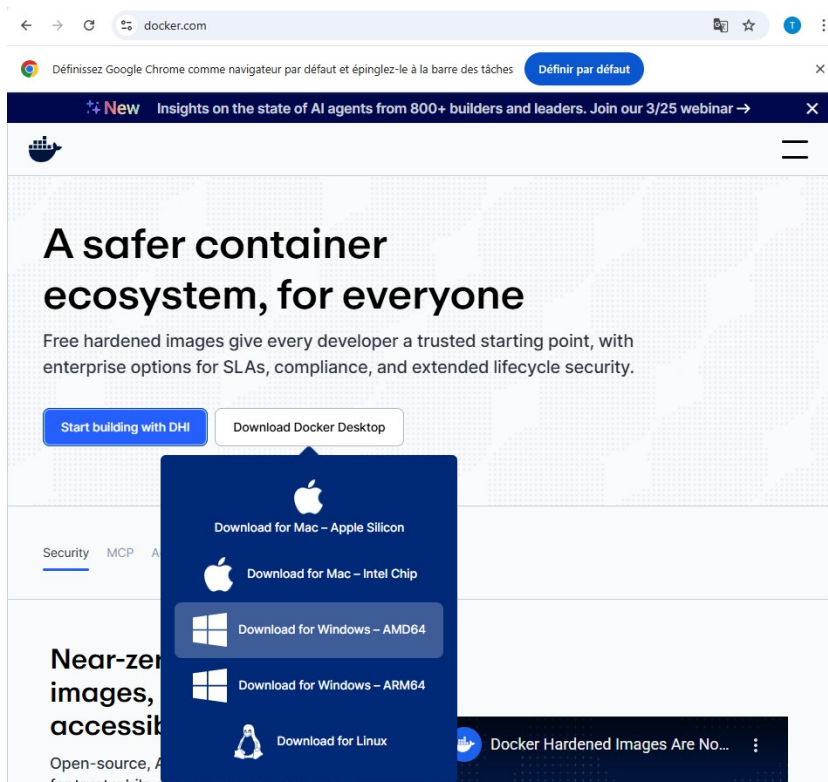 docker.com
T
Définissez Google Chrome comme navigateur par défaut et épinglez-le à la barre des tâches
Définir par défaut
New Insights on the state of AI agents from 800+ builders and leaders. Join our 3/25 webinar →
A safer container
ecosystem, for everyone
Free hardened images give every developer a trusted starting point, with
enterprise options for SLAs, compliance, and extended lifecycle security.
Start building with DHI
Download Docker Desktop
Download for Mac – Apple Silicon
Security MCP A
Download for Mac – Intel Chip
Download for Windows – AMD64
Near-zer
Download for Windows – ARM64
images,
accessib
Download for Linux
Docker Hardened Images Are No...
Open-source, A